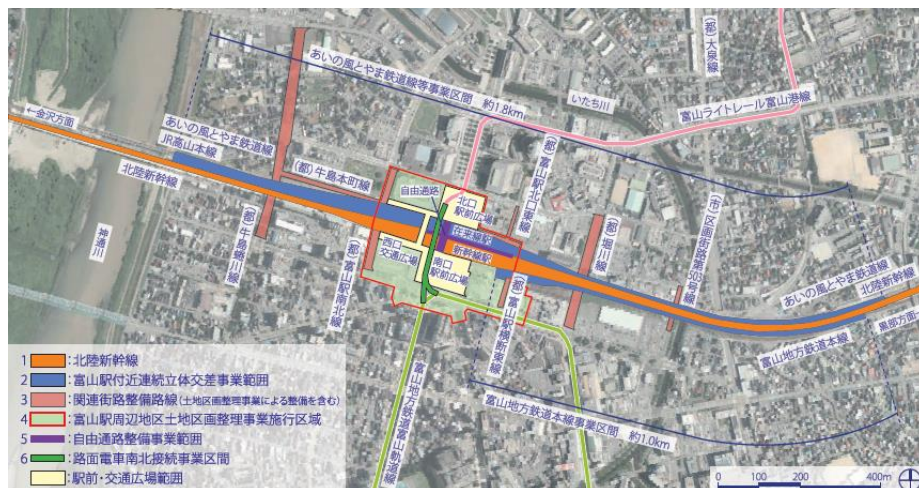 (都)大泉線
あいの風とやま鉄道線等事業区間 約1.8km
いたち川
富山ライトレール富山港線
←金沢方面
あいの風とやま鉄道線
JR高山本線
北陸新幹線
(都)牛島本町線
自由通路
北口
駅前広場
(都)富山駅北口東線
在来線駅
新幹線駅
西口
交通広場
南口
駅前広場
神通川
(都)牛島蜷川線
(都)富山駅南北線
(都)富山駅横断東線
(都)堀川線
(市)区画街路第503号線
あいの風とやま鉄道線
北陸新幹線
黒部方面→
富山地方鉄道本線
富山地方鉄道本線事業区間 約1.0km
富山地方鉄道富山軌道線
1 :北陸新幹線
2 :富山駅付近連続立体交差事業範囲
3 :関連街路整備路線(土地区画整理事業による整備を含む)
4 :富山駅周辺地区土地区画整理事業施行区域
5 :自由通路整備事業範囲
6 :路面電車南北接続事業区間
:駅前・交通広場範囲
0 100 200 400m